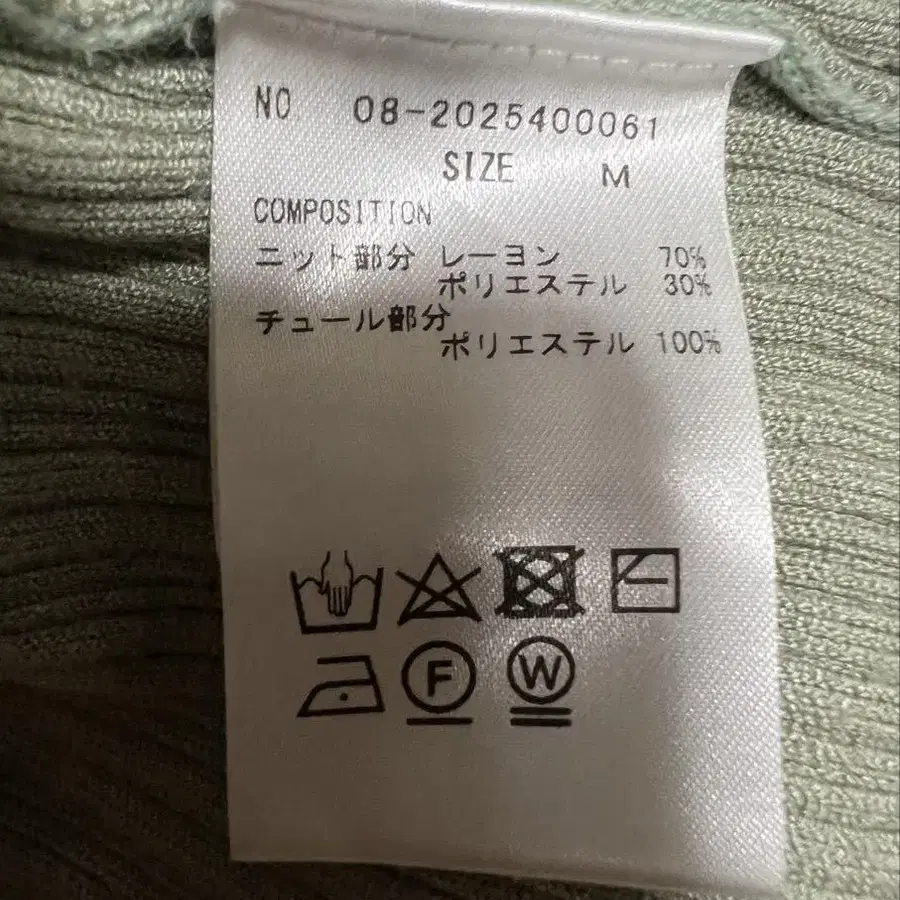 NO 08-2025400061
SIZE M
COMPOSITION
ニット部分 レーヨン 70%
ポリエステル 30%
チュール部分
ポリエステル 100%
F W